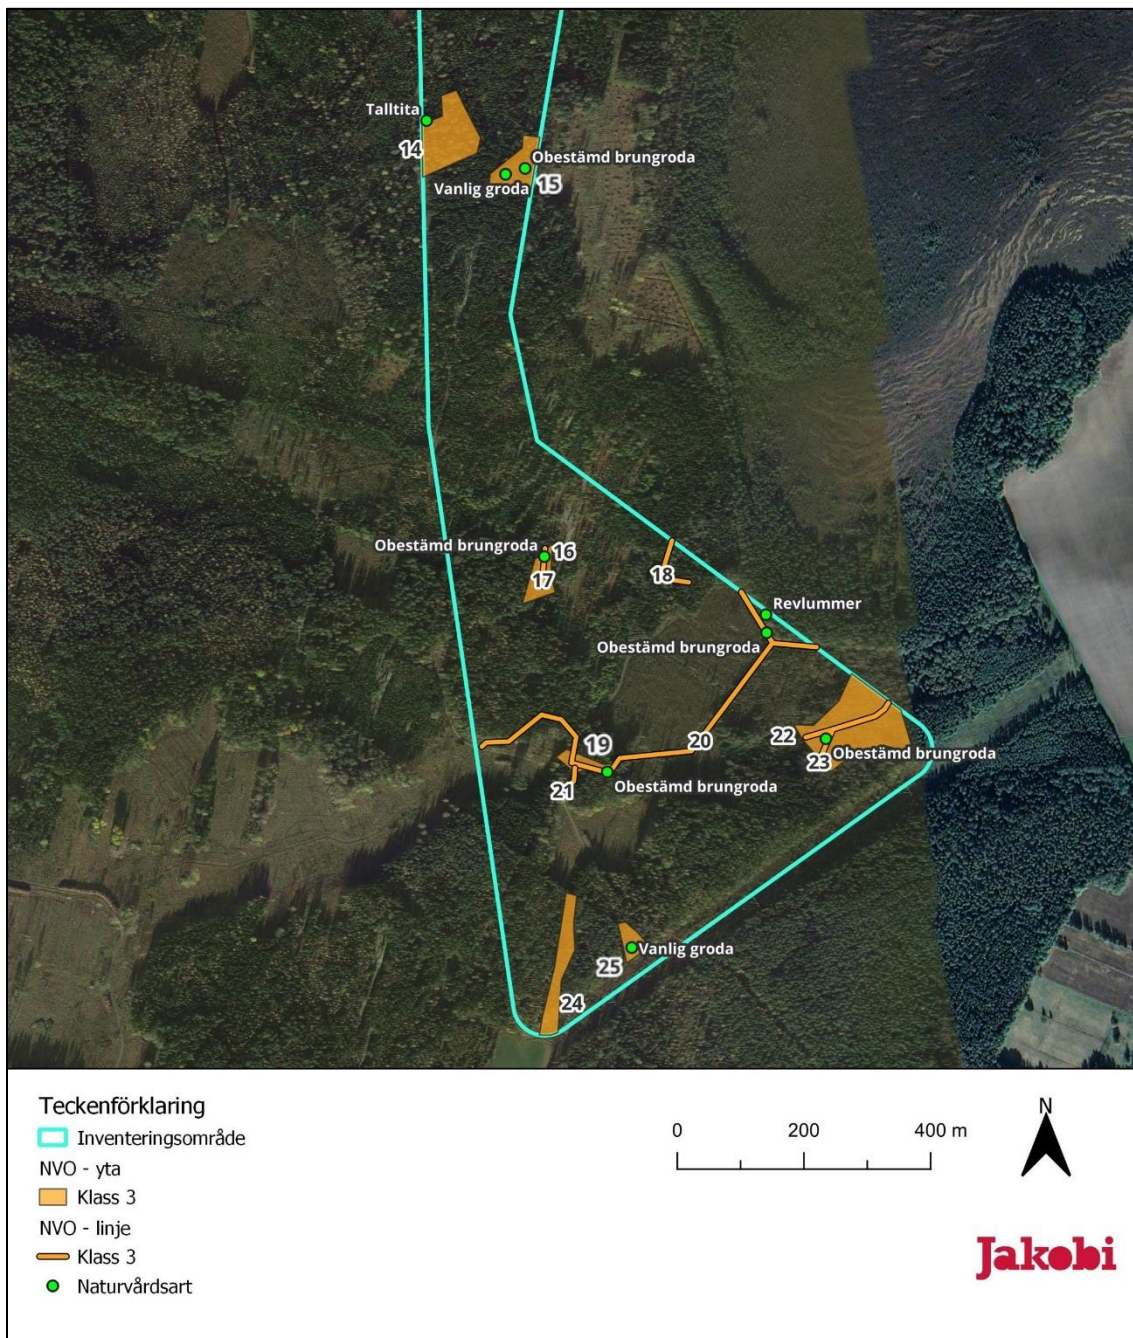 Talltita
14
Obestämd brungroda
Vanlig groda
15
Obestämd brungroda
16
17
18
Revlummer
Obestämd brungroda
19
20
22
Obestämd brungroda
23
21
Obestämd brungroda
Vanlig groda
25
24
Teckenförklaring
Inventeringsområde
NVO - yta
Klass 3
NVO - linje
Klass 3
Naturvårdsart
0 200 400 m
N
Jakobi